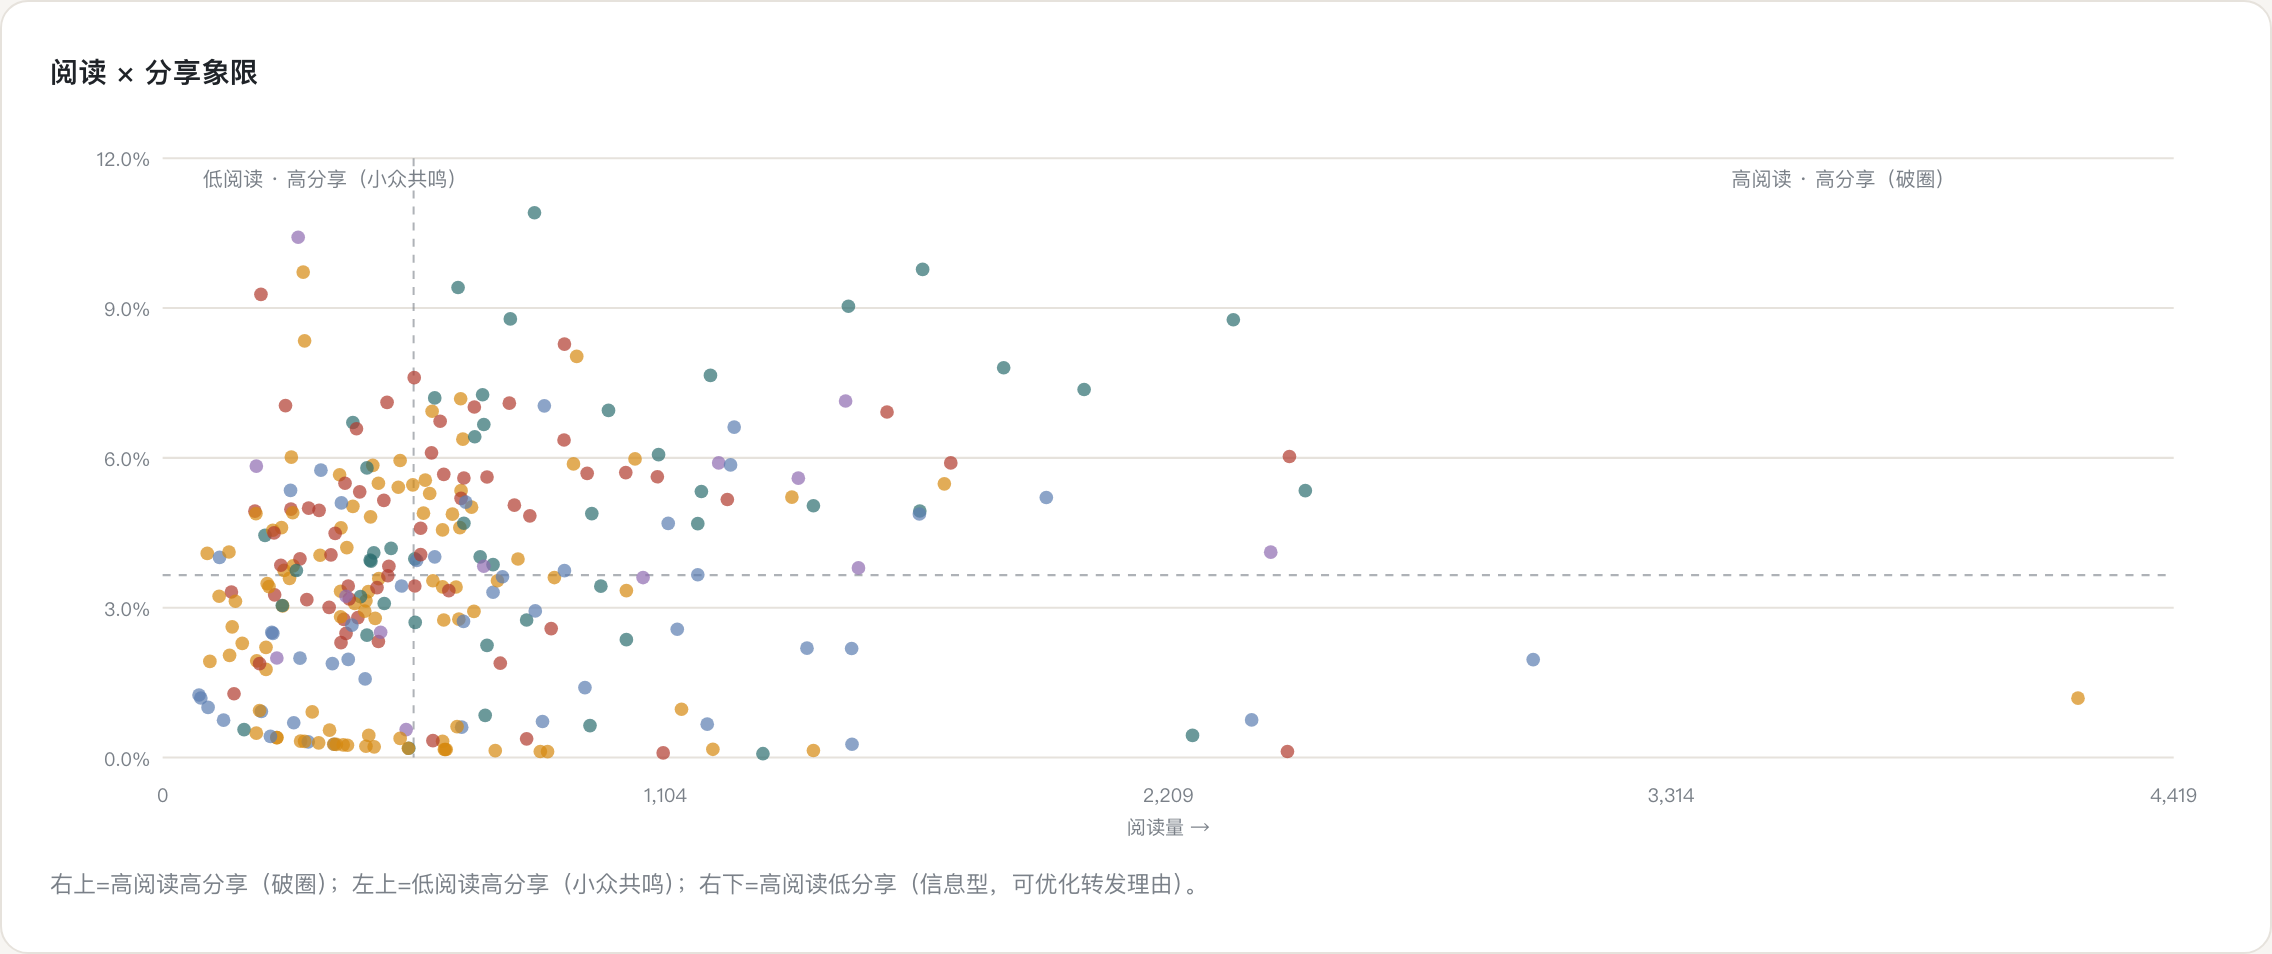 阅读 × 分享象限
12.0%
低阅读 · 高分享（小众共鸣）
高阅读 · 高分享（破圈）
9.0%
6.0%
3.0%
0.0%
0
1,104
2,209
3,314
4,419
阅读量 →
右上=高阅读高分享（破圈）；左上=低阅读高分享（小众共鸣）；右下=高阅读低分享（信息型，可优化转发理由）。